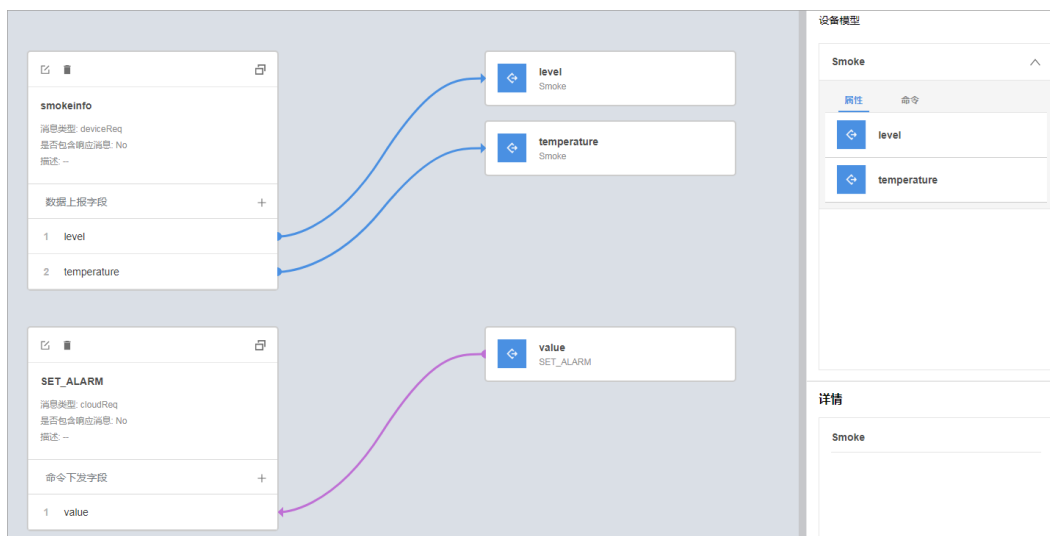 smokeinfo
消息类型: deviceReq
是否包含响应消息: No
描述: --
数据上报字段
1 level
2 temperature
level
Smoke
temperature
Smoke
SET_ALARM
消息类型: cloudReq
是否包含响应消息: No
描述: --
命令下发字段
1 value
value
SET_ALARM
设备模型
Smoke
属性 命令
level
temperature
详情
Smoke